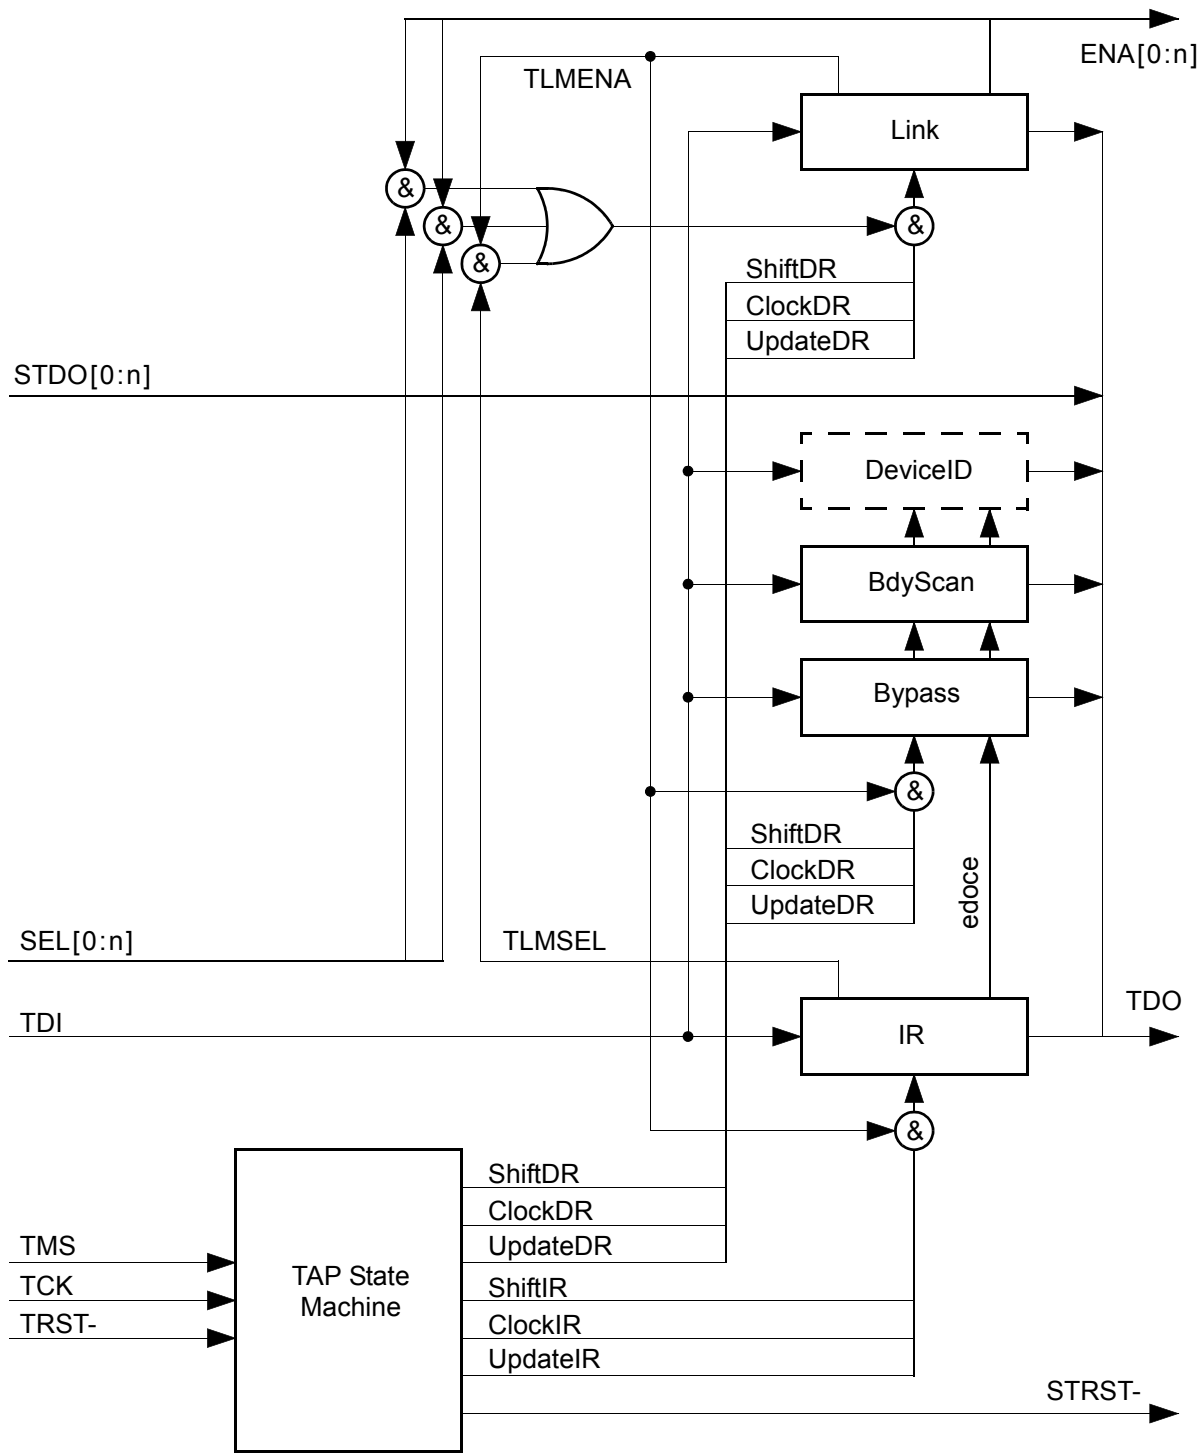 ENA[0:n]
TLMENA
Link
&
&
&
&
ShiftDR
ClockDR
UpdateDR
STDO[0:n]
DeviceID
BdyScan
Bypass
&
ShiftDR
ClockDR
UpdateDR
edoce
SEL[0:n]
TLMSEL
TDO
TDI
IR
&
ShiftDR
ClockDR
UpdateDR
TMS
TCK
TRST-
TAP State
Machine
ShiftIR
ClockIR
UpdateIR
STRST-